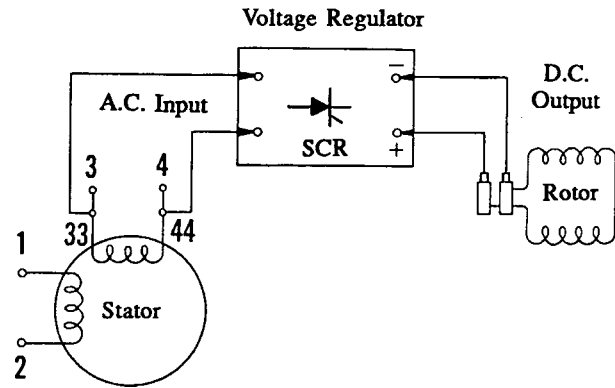 Voltage Regulator
A.C. Input
−
D.C.
Output
SCR
+
3
4
Rotor
33
44
1
Stator
2